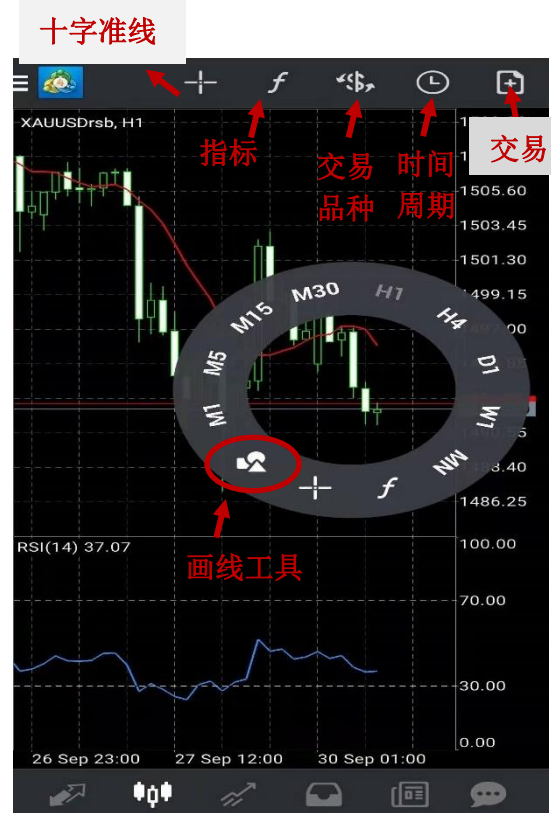 十字准线
f
XAUUSDrsb, H1
指标
交易
品种
时间
周期
交易
1505.60
1503.45
1501.30
1499.15
M1
M5
M15
M30
H1
H4
D1
W1
MN
f
488.40
1486.25
RSI(14) 37.07
画线工具
100.00
70.00
30.00
0.00
26 Sep 23:00
27 Sep 12:00
30 Sep 01:00